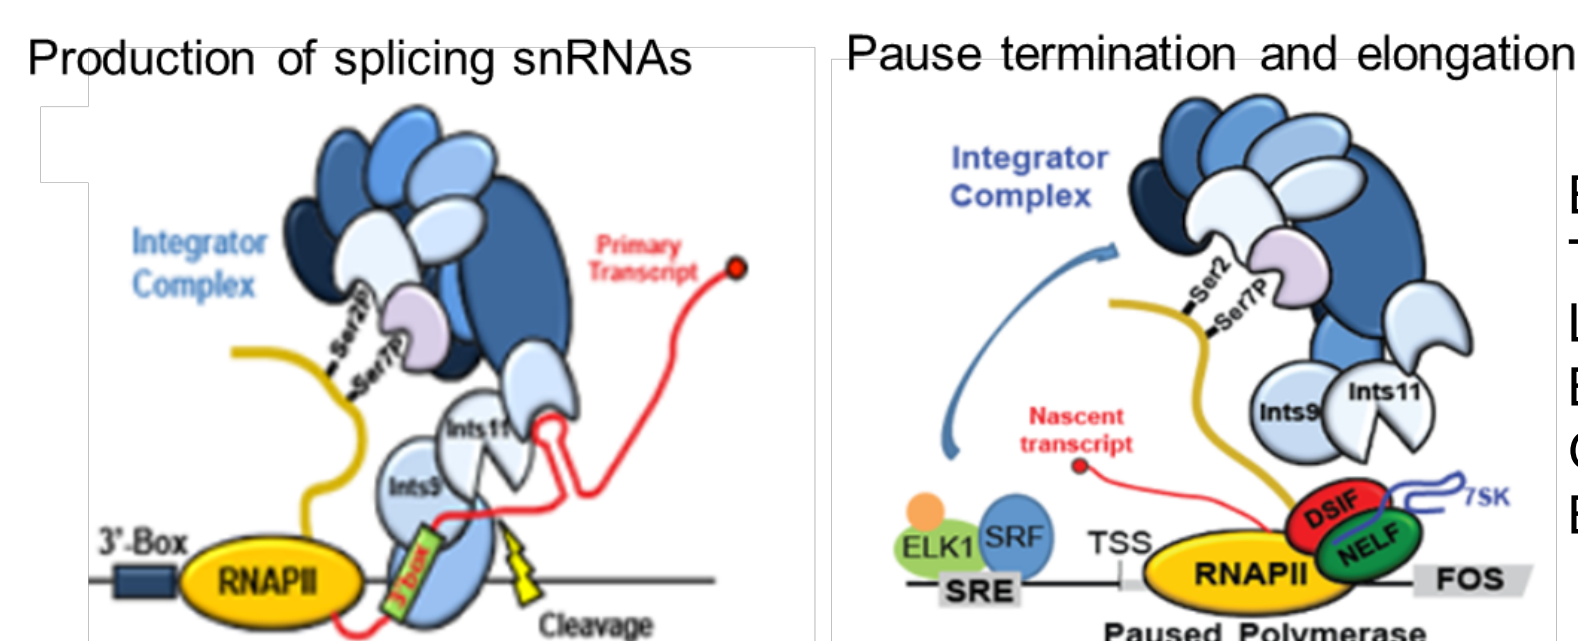 Production of splicing snRNAs
Integrator
Complex
Primary
Transcript
Ser2P
Ser7P
Ints11
Ints9
3'-Box
RNAPII
3' box
Cleavage
Pause termination and elongation
Integrator
Complex
Ser2
Ser7P
Ints11
Ints9
Nascent
transcript
DSIF
7SK
NELF
ELK1
SRF
TSS
RNAPII
SRE
FOS
Paused Polymerase